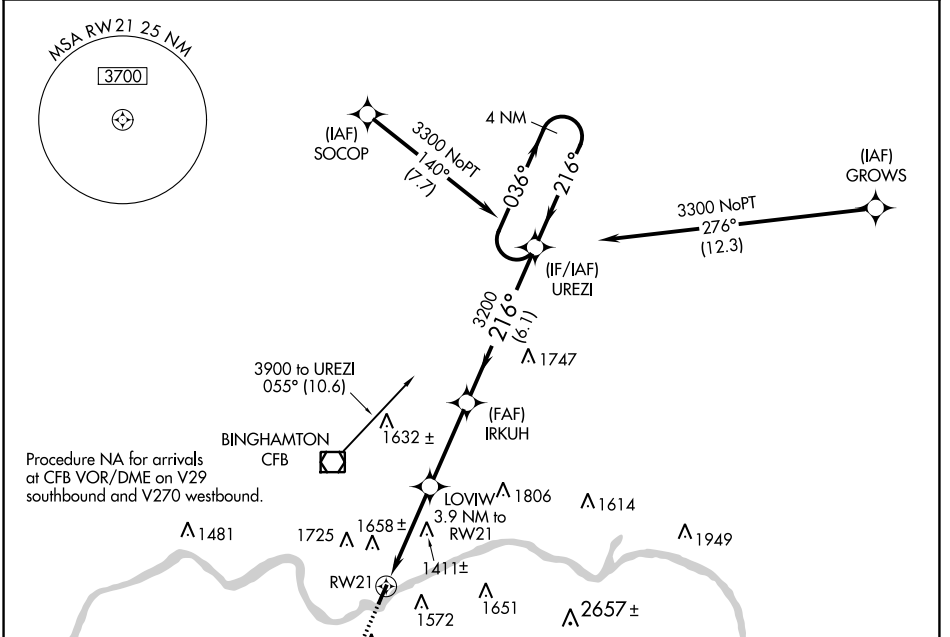 MSA RW21 25 NM
3700
(IAF)
SOCOP
3300 NoPT
140°
(7.7)
4 NM
036°
216°
(IAF)
GROWS
3300 NoPT
276°
(12.3)
(IF/IAF)
UREZI
3200
216°
(6.1)
1747
3900 to UREZI
055° (10.6)
1632 ±
(FAF)
IRKUH
BINGHAMTON
CFB
Procedure NA for arrivals
at CFB VOR/DME on V29
southbound and V270 westbound.
LOVIW
3.9 NM to
RW21
1806
1614
1481
1725
1658 ±
1949
1411±
RW21
1572
1651
2657 ±